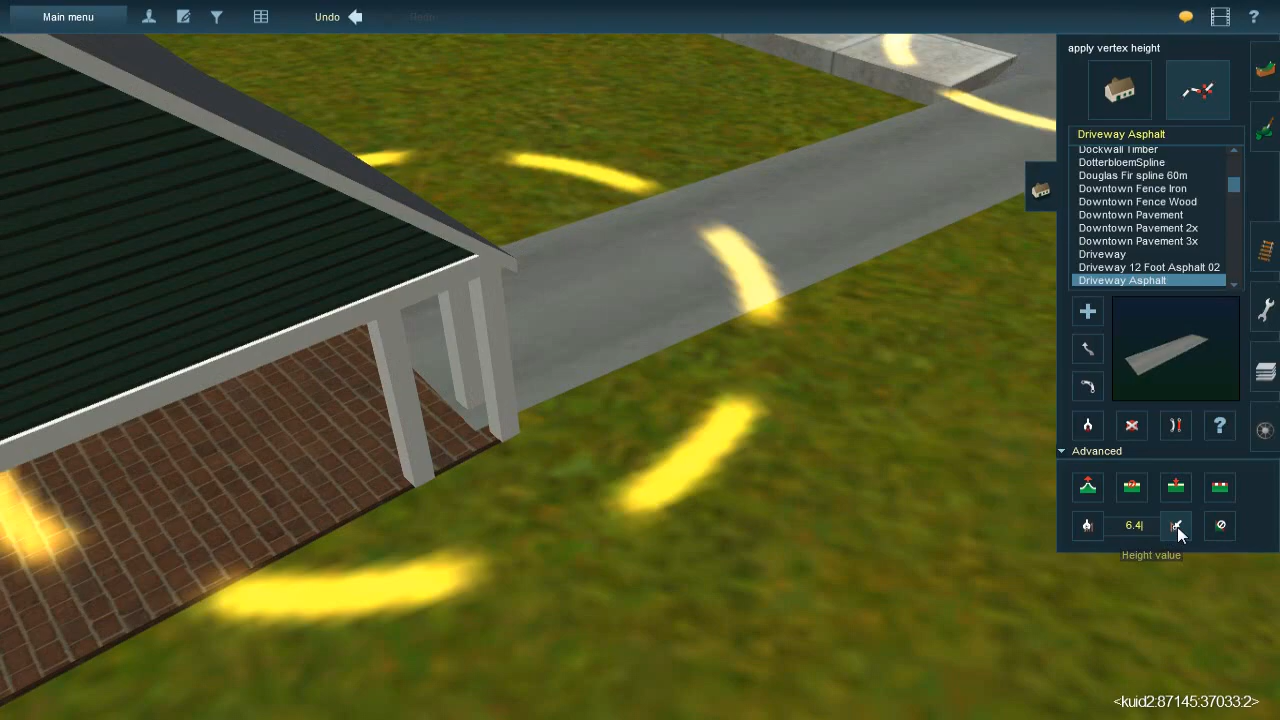 Main menu
Undo
Redo
?
apply vertex height
Driveway Asphalt
Dockwall Timber
DotterbloemSpline
Douglas Fir spline 60m
Downtown Fence Iron
Downtown Fence Wood
Downtown Pavement
Downtown Pavement 2x
Downtown Pavement 3x
Driveway
Driveway 12 Foot Asphalt 02
Driveway Asphalt
?
Advanced
6.4
Height value
<kuid2:87145:37033:2>